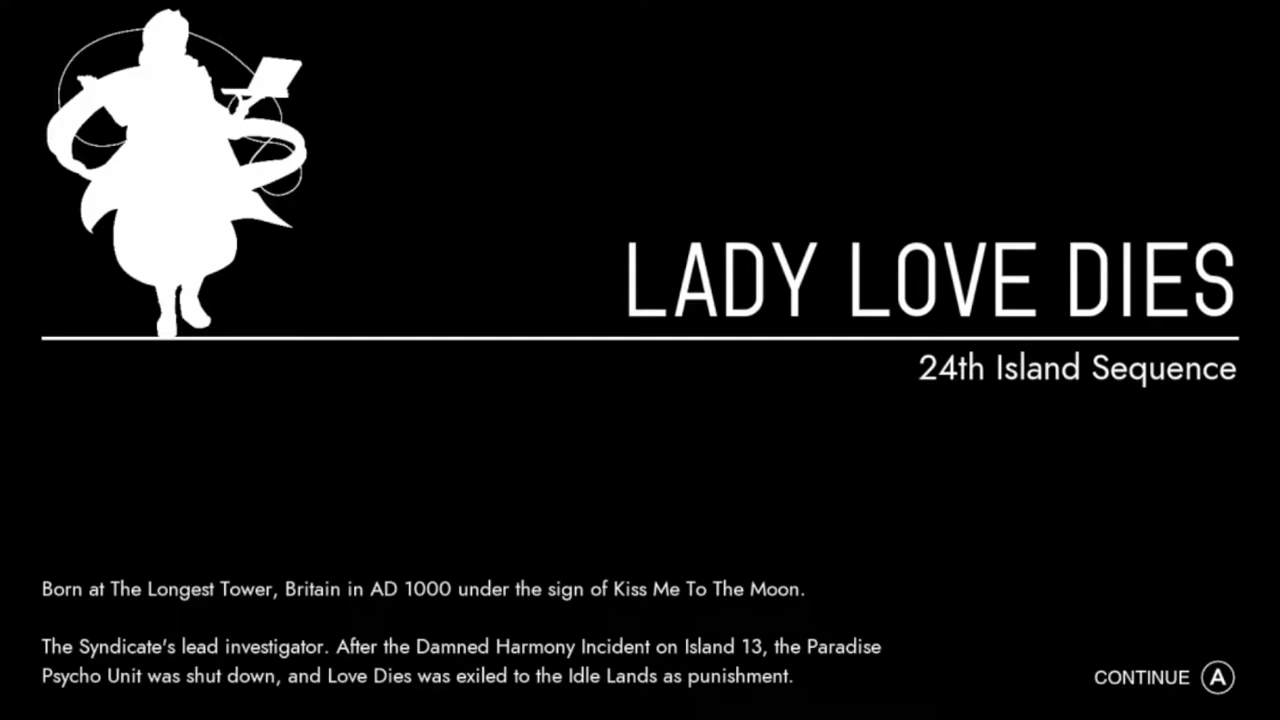 LADY LOVE DIES
24th Island Sequence
Born at The Longest Tower, Britain in AD 1000 under the sign of Kiss Me To The Moon.
The Syndicate's lead investigator. After the Damned Harmony Incident on Island 13, the Paradise
Psycho Unit was shut down, and Love Dies was exiled to the Idle Lands as punishment.
CONTINUE A